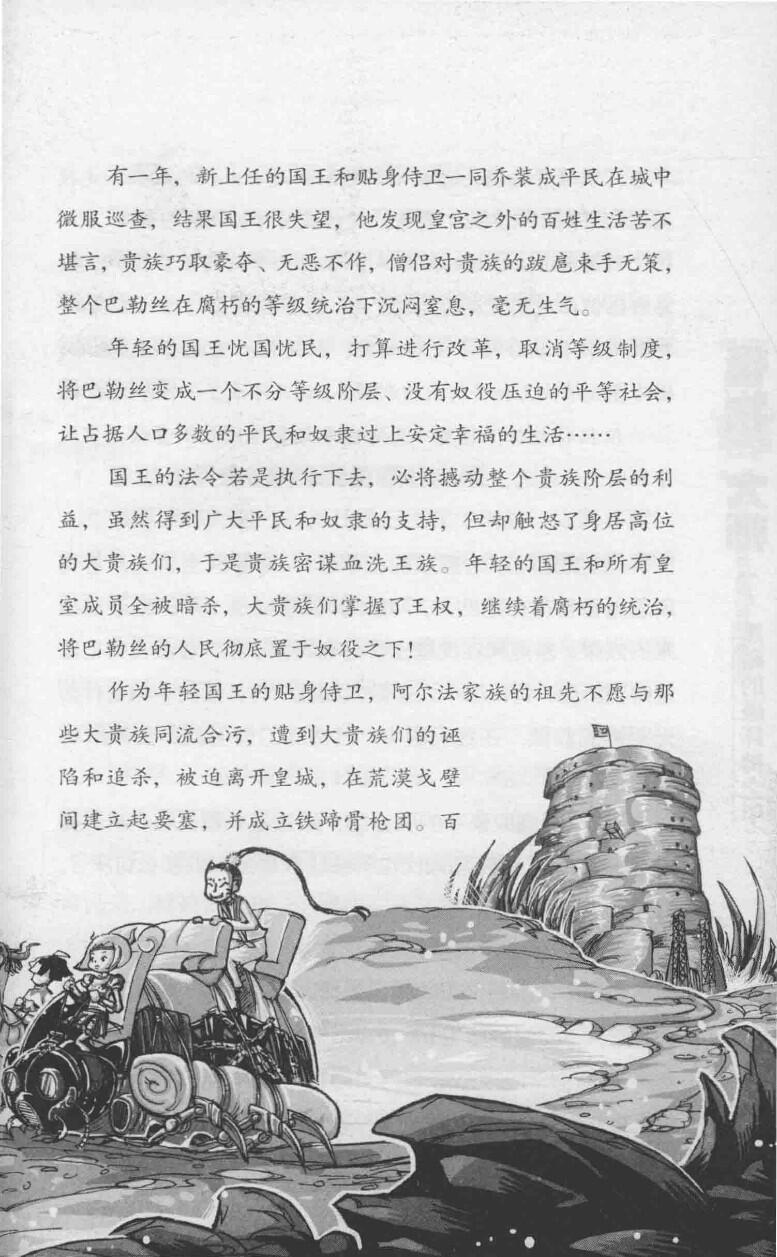 有一年，新上任的国王和贴身侍卫一同乔装成平民在城中
微服巡查，结果国王很失望，他发现皇宫之外的百姓生活苦不
堪言，贵族巧取豪夺、无恶不作，僧侣对贵族的跋扈束手无策，
整个巴勒丝在腐朽的等级统治下沉闷窒息，毫无生气。
年轻的国王忧国忧民，打算进行改革，取消等级制度，
将巴勒丝变成一个不分等级阶层、没有奴役压迫的平等社会，
让占据人口多数的平民和奴隶过上安定幸福的生活……
国王的法令若是执行下去，必将撼动整个贵族阶层的利
益，虽然得到广大平民和奴隶的支持，但却触怒了身居高位
的大贵族们，于是贵族密谋血洗王族。年轻的国王和所有皇
室成员全被暗杀，大贵族们掌握了王权，继续着腐朽的统治，
将巴勒丝的人民彻底置于奴役之下！
作为年轻国王的贴身侍卫，阿尔法家族的祖先不愿与那
些大贵族同流合污，遭到大贵族们的诬
陷和追杀，被迫离开皇城，在荒漠戈壁
间建立起要塞，并成立铁蹄骨枪团。百